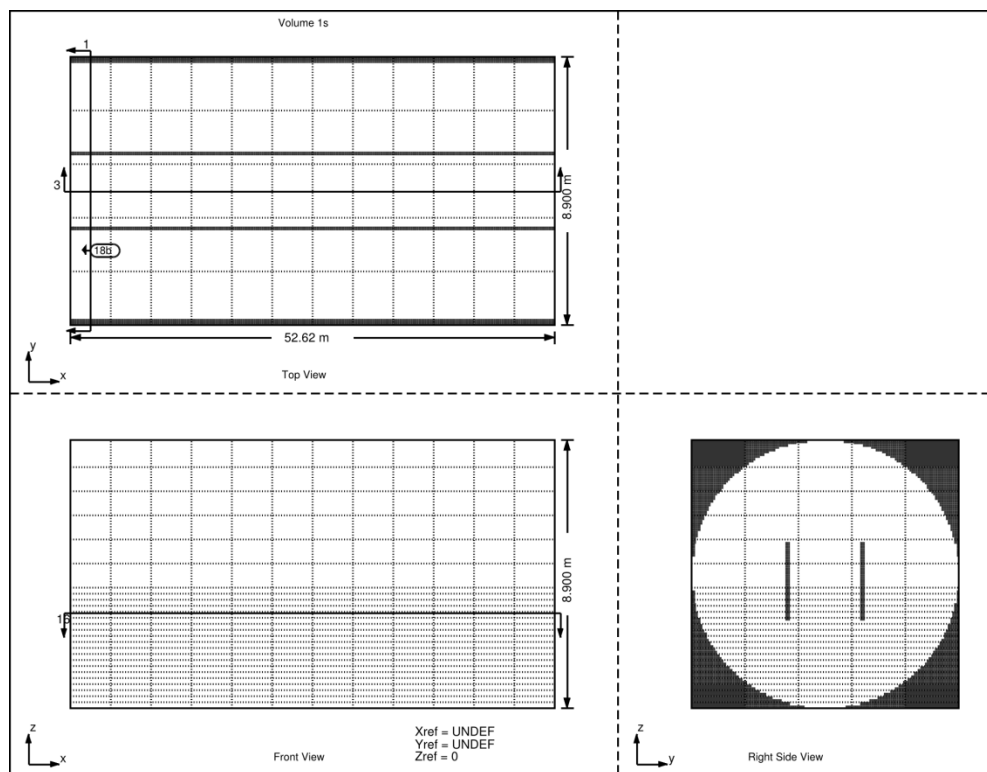 Volume 1s
1
3
18b
8.900 m
52.62 m
y
x
Top View
8.900 m
16
z
x
Front View
Xref = UNDEF
Yref = UNDEF
Zref = 0
z
y
Right Side View